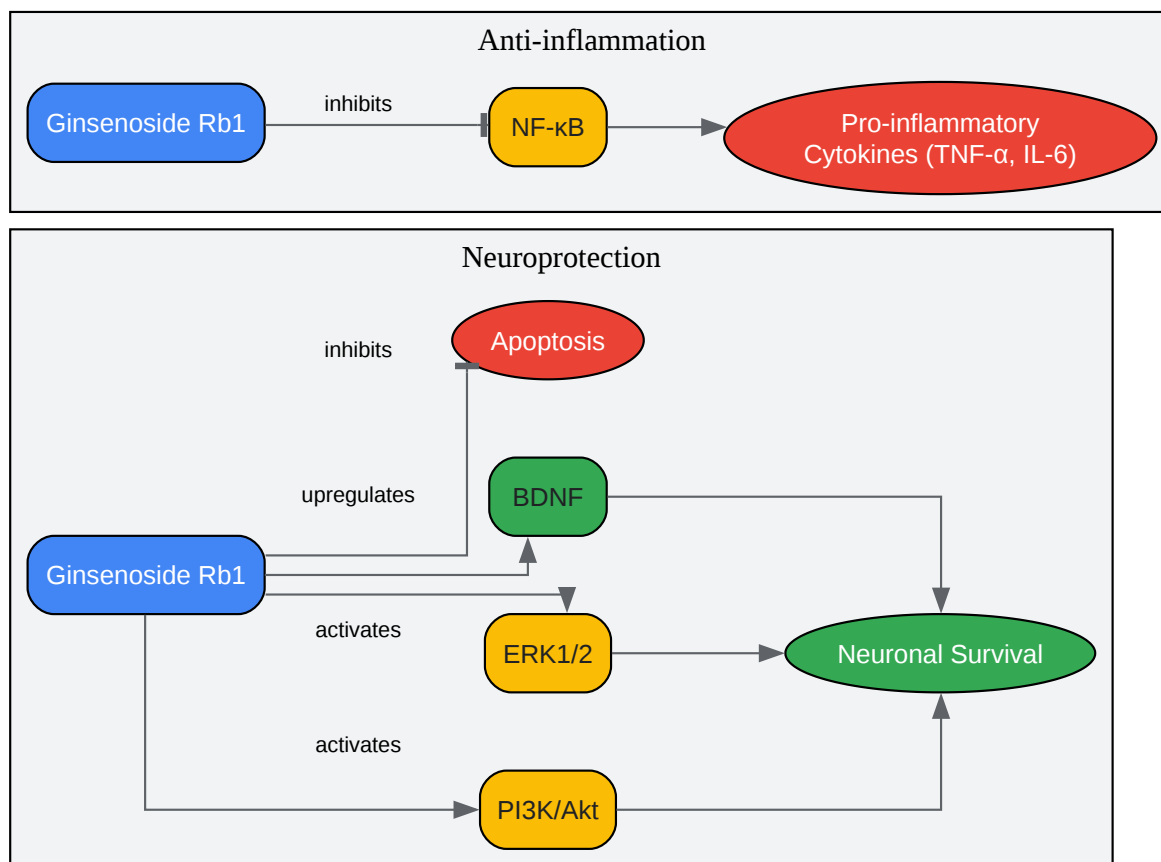 Anti-inflammation
Ginsenoside Rb1
inhibits
NF-κB
Pro-inflammatory
Cytokines (TNF-α, IL-6)
Neuroprotection
inhibits
Apoptosis
upregulates
BDNF
Ginsenoside Rb1
activates
ERK1/2
Neuronal Survival
activates
PI3K/Akt